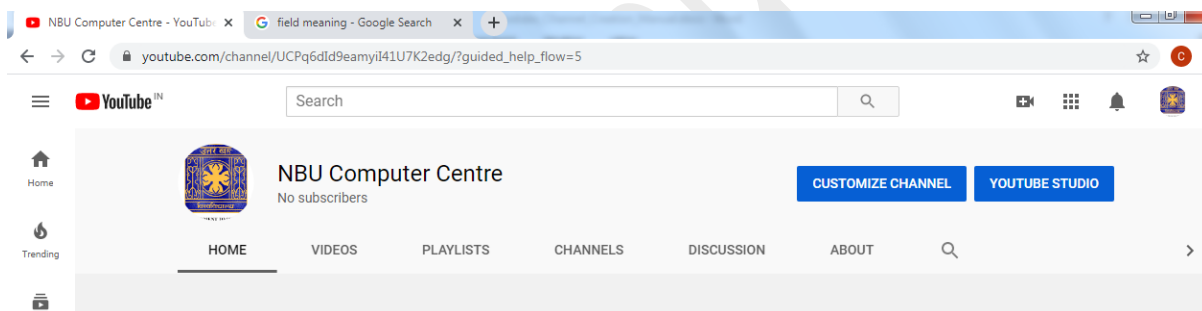 NBU Computer Centre - YouTube
field meaning - Google Search
youtube.com/channel/UCPq6dId9eamyiI41U7K2edg/?guided_help_flow=5
C
YouTube IN
Search
Home
NBU Computer Centre
No subscribers
CUSTOMIZE CHANNEL
YOUTUBE STUDIO
Trending
HOME
VIDEOS
PLAYLISTS
CHANNELS
DISCUSSION
ABOUT